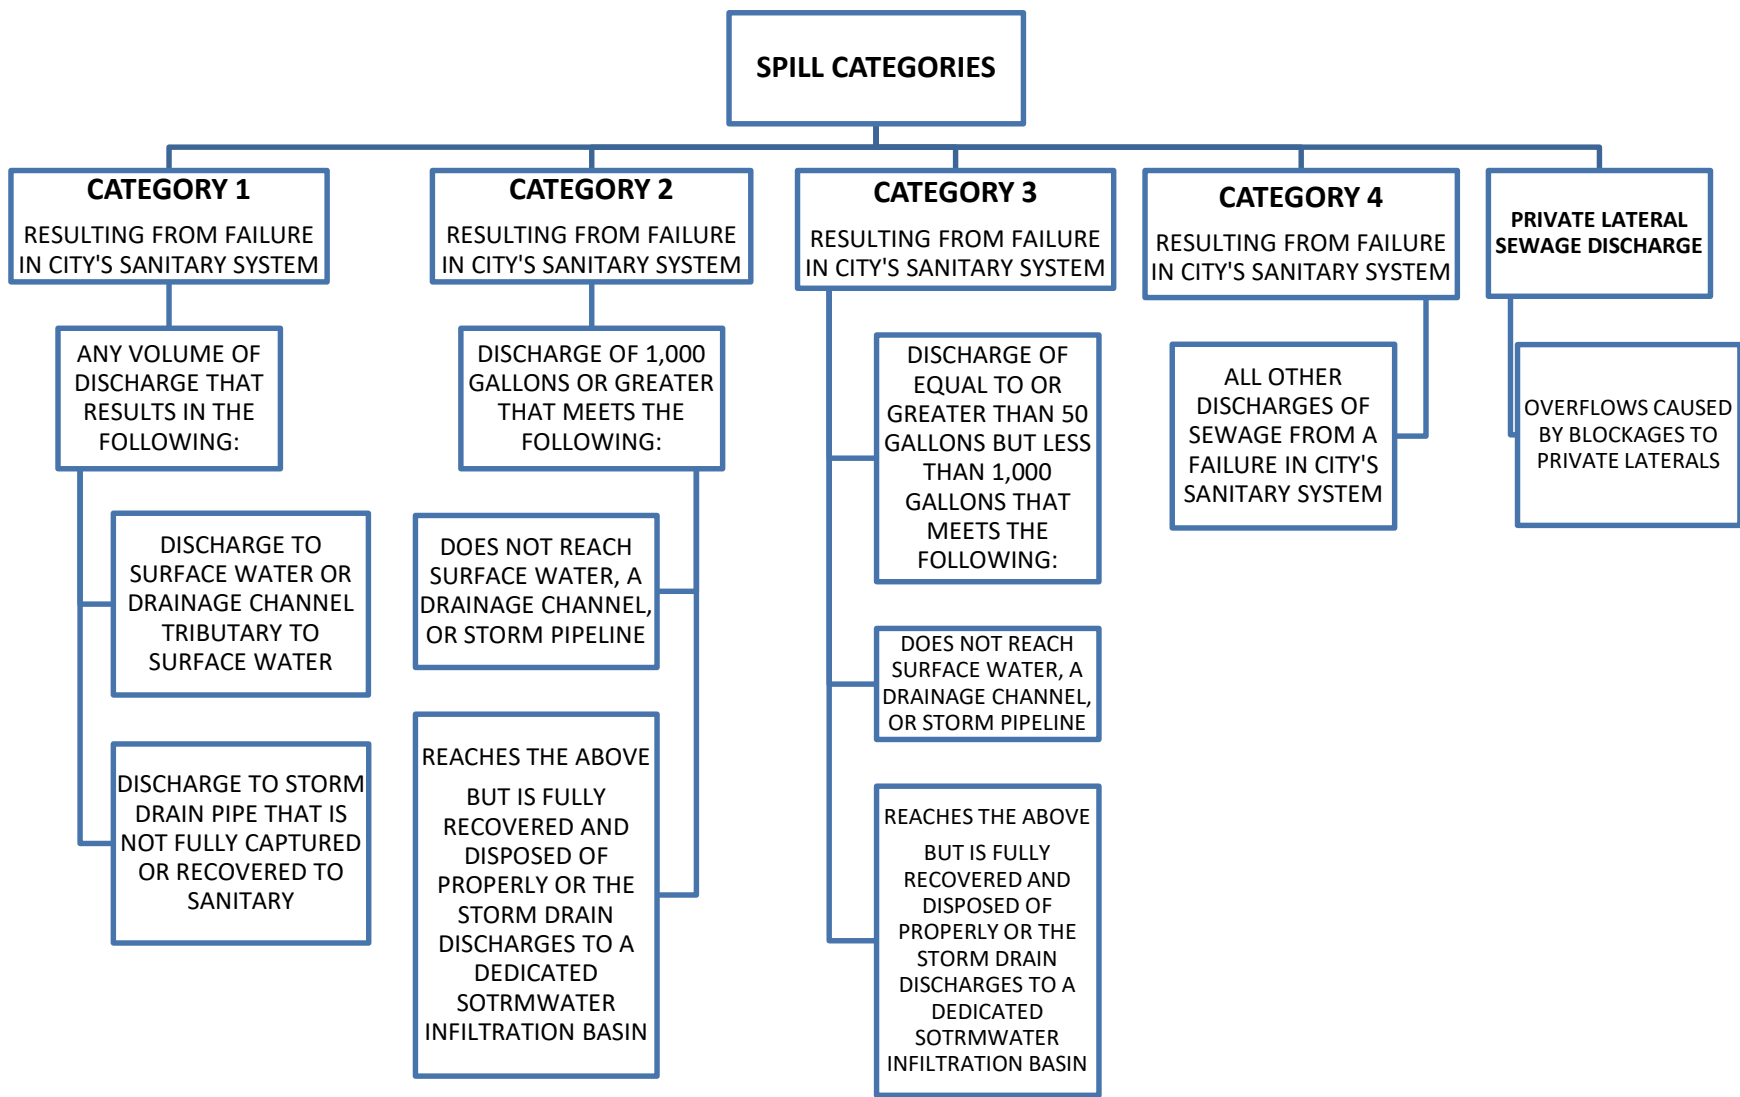 SPILL CATEGORIES
CATEGORY 1
RESULTING FROM FAILURE
IN CITY'S SANITARY SYSTEM
ANY VOLUME OF
DISCHARGE THAT
RESULTS IN THE
FOLLOWING:
DISCHARGE TO
SURFACE WATER OR
DRAINAGE CHANNEL
TRIBUTARY TO
SURFACE WATER
DISCHARGE TO STORM
DRAIN PIPE THAT IS
NOT FULLY CAPTURED
OR RECOVERED TO
SANITARY
CATEGORY 2
RESULTING FROM FAILURE
IN CITY'S SANITARY SYSTEM
DISCHARGE OF 1,000
GALLONS OR GREATER
THAT MEETS THE
FOLLOWING:
DOES NOT REACH
SURFACE WATER, A
DRAINAGE CHANNEL,
OR STORM PIPELINE
REACHES THE ABOVE
BUT IS FULLY
RECOVERED AND
DISPOSED OF
PROPERLY OR THE
STORM DRAIN
DISCHARGES TO A
DEDICATED
SOTRMWATER
INFILTRATION BASIN
CATEGORY 3
RESULTING FROM FAILURE
IN CITY'S SANITARY SYSTEM
DISCHARGE OF
EQUAL TO OR
GREATER THAN 50
GALLONS BUT LESS
THAN 1,000
GALLONS THAT
MEETS THE
FOLLOWING:
DOES NOT REACH
SURFACE WATER, A
DRAINAGE CHANNEL,
OR STORM PIPELINE
REACHES THE ABOVE
BUT IS FULLY
RECOVERED AND
DISPOSED OF
PROPERLY OR THE
STORM DRAIN
DISCHARGES TO A
DEDICATED
SOTRMWATER
INFILTRATION BASIN
CATEGORY 4
RESULTING FROM FAILURE
IN CITY'S SANITARY SYSTEM
ALL OTHER
DISCHARGES OF
SEWAGE FROM A
FAILURE IN CITY'S
SANITARY SYSTEM
PRIVATE LATERAL
SEWAGE DISCHARGE
OVERFLOWS CAUSED
BY BLOCKAGES TO
PRIVATE LATERALS